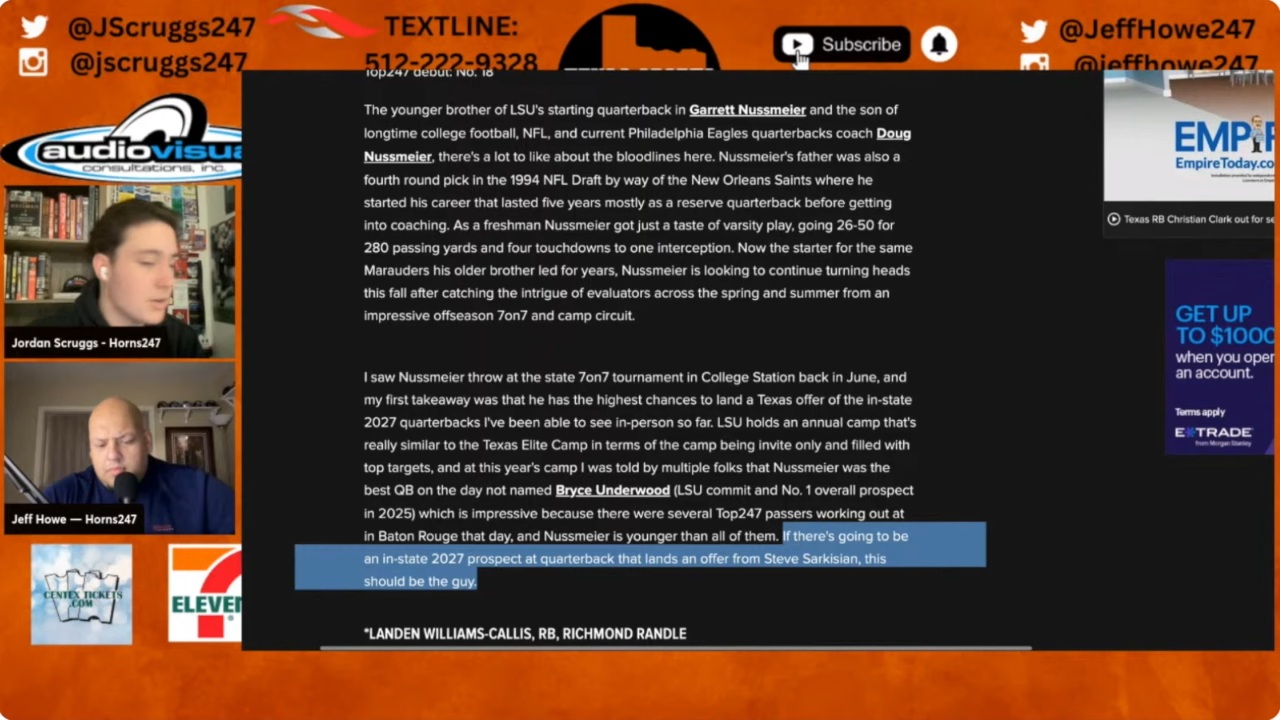 @JScruggs247
@jscruggs247
TEXTLINE:
512-222-9328
Subscribe
@JeffHowe247
@jeffhowe247
audiovisua
consultations, inc.
Jordan Scruggs - Horns247
Jeff Howe — Horns247
CENTEX TICKETS
.COM
ELEVEN
Top247 debut: No. 18
The younger brother of LSU's starting quarterback in Garrett Nussmeier and the son of
longtime college football, NFL, and current Philadelphia Eagles quarterbacks coach Doug
Nussmeier, there's a lot to like about the bloodlines here. Nussmeier's father was also a
fourth round pick in the 1994 NFL Draft by way of the New Orleans Saints where he
started his career that lasted five years mostly as a reserve quarterback before getting
into coaching. As a freshman Nussmeier got just a taste of varsity play, going 26-50 for
280 passing yards and four touchdowns to one interception. Now the starter for the same
Marauders his older brother led for years, Nussmeier is looking to continue turning heads
this fall after catching the intrigue of evaluators across the spring and summer from an
impressive offseason 7on7 and camp circuit.
I saw Nussmeier throw at the state 7on7 tournament in College Station back in June, and
my first takeaway was that he has the highest chances to land a Texas offer of the in-state
2027 quarterbacks I've been able to see in-person so far. LSU holds an annual camp that's
really similar to the Texas Elite Camp in terms of the camp being invite only and filled with
top targets, and at this year's camp I was told by multiple folks that Nussmeier was the
best QB on the day not named Bryce Underwood (LSU commit and No. 1 overall prospect
in 2025) which is impressive because there were several Top247 passers working out at
in Baton Rouge that day, and Nussmeier is younger than all of them. If there's going to be
an in-state 2027 prospect at quarterback that lands an offer from Steve Sarkisian, this
should be the guy.
*LANDEN WILLIAMS-CALLIS, RB, RICHMOND RANDLE
EMPIR
EmpireToday.co
Texas RB Christian Clark out for se
GET UP
TO $1000
when you open
an account.
Terms apply
E*TRADE
from Morgan Stanley